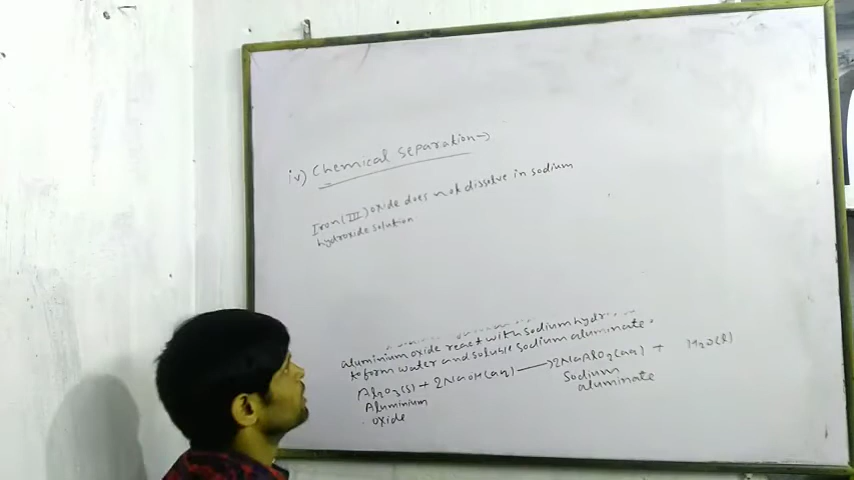 iv) Chemical separation →
Iron (III) oxide does not dissolve in sodium
hydroxide solution
aluminium oxide react with sodium hydr
to form water and soluble sodium aluminate.
Al2O3(s) + 2NaOH(aq) → 2NaAlO2(aq) + H2O(l)
Aluminium oxide
Sodium aluminate